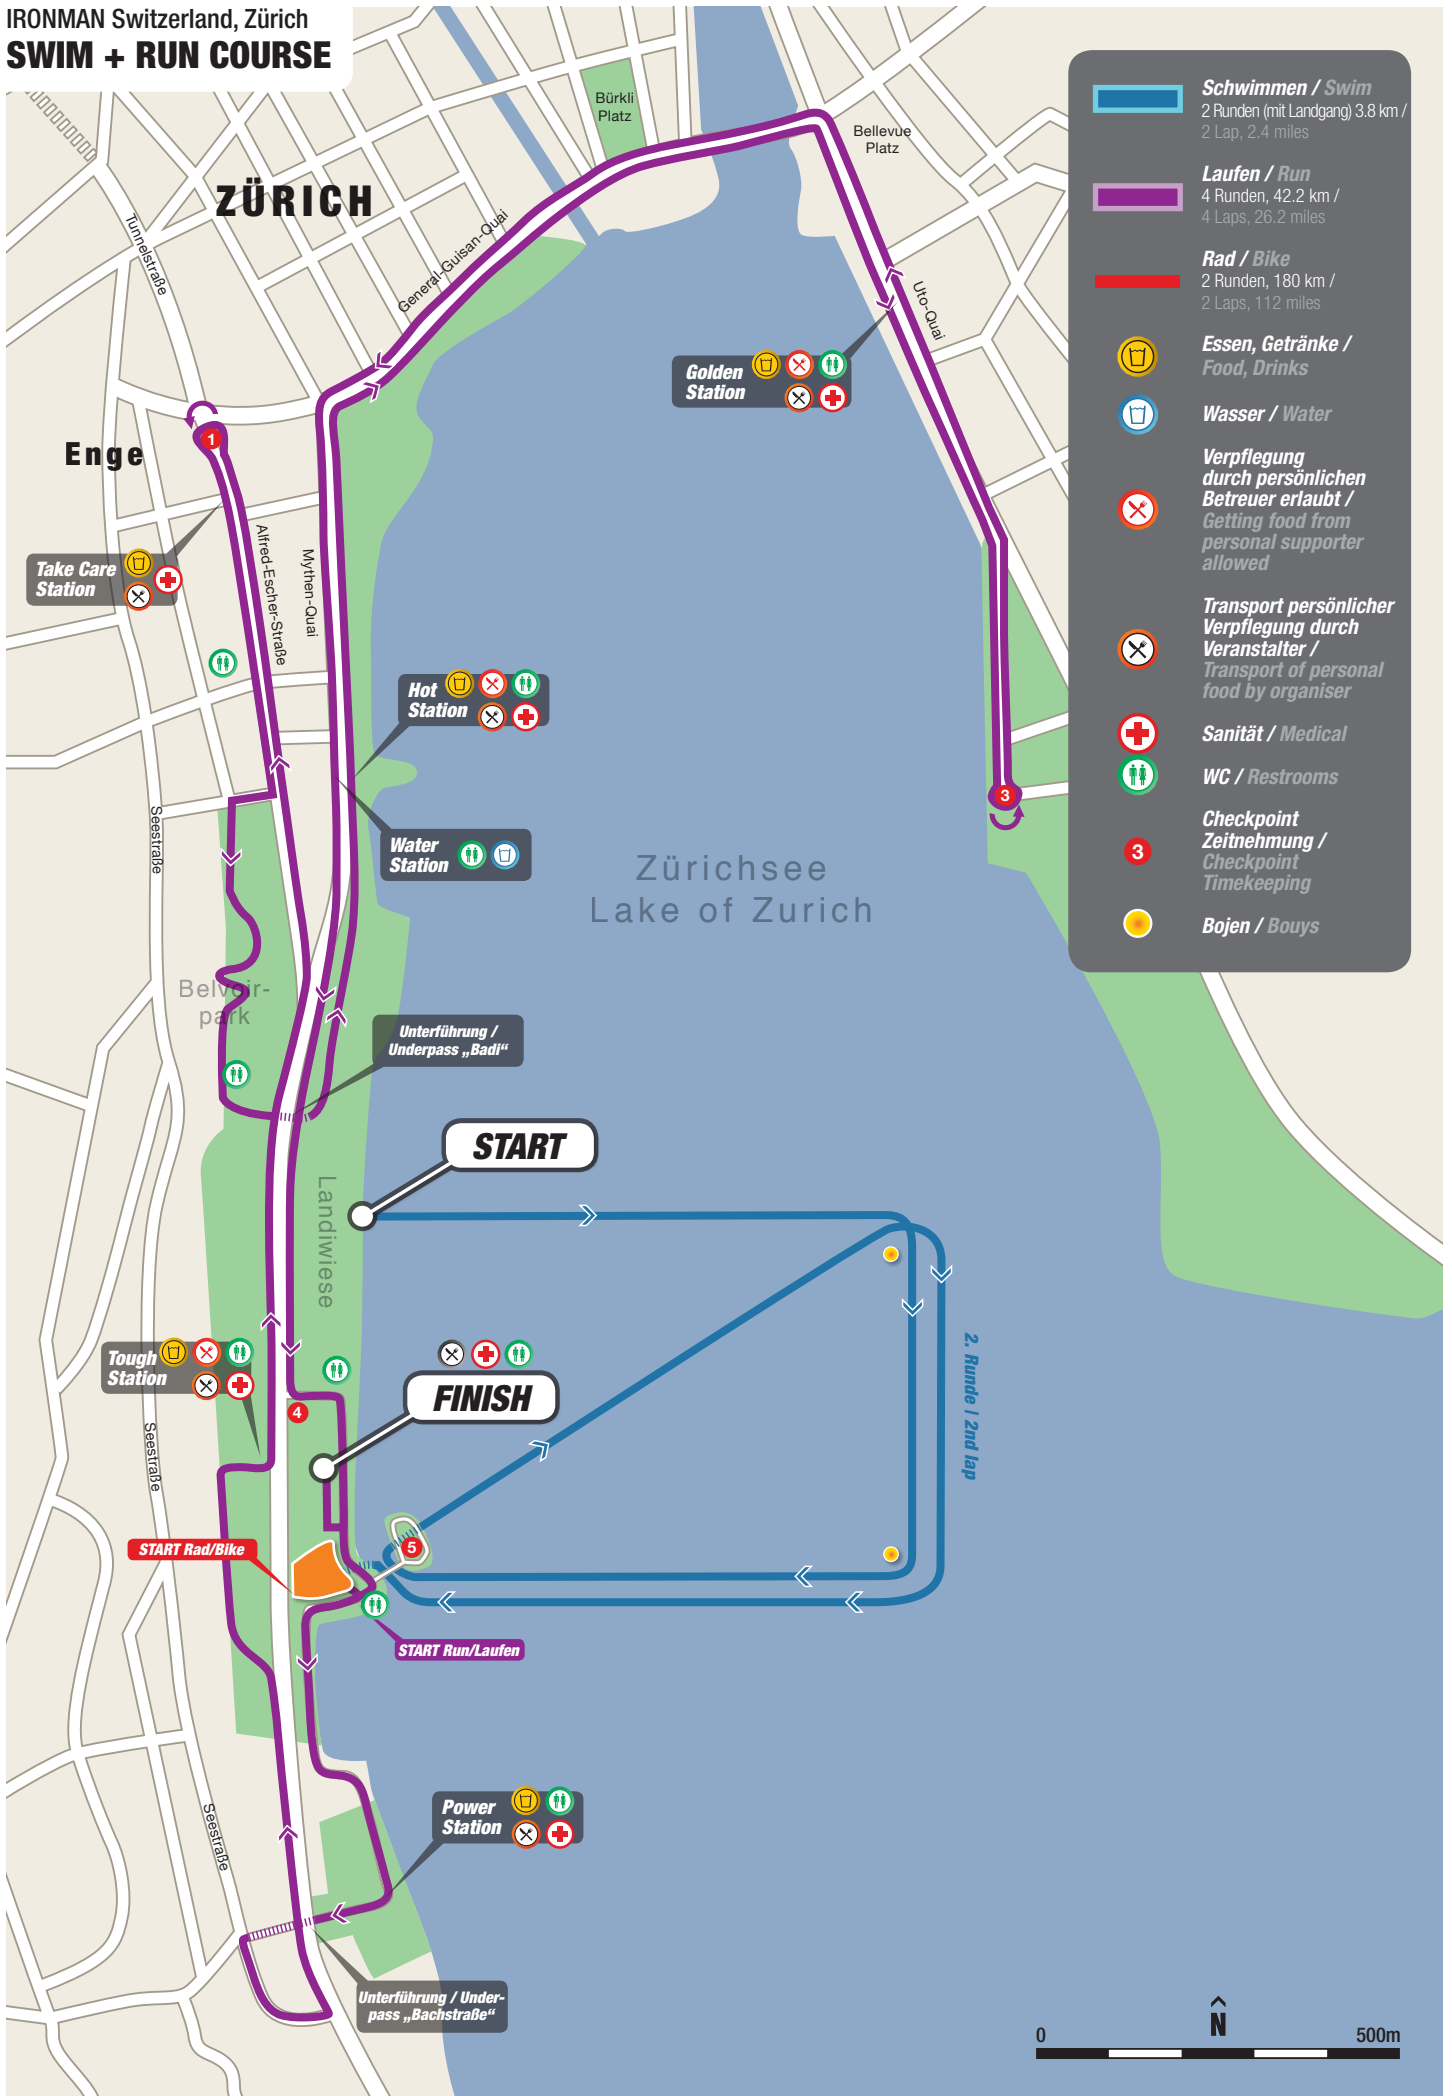 IRONMAN Switzerland, Zürich
SWIM + RUN COURSE
Schwimmen / Swim
2 Runden (mit Landgang) 3.8 km /
2 Lap, 2.4 miles
Laufen / Run
4 Runden, 42.2 km /
4 Laps, 26.2 miles
Rad / Bike
2 Runden, 180 km /
2 Laps, 112 miles
Essen, Getränke /
Food, Drinks
Wasser / Water
Verpflegung
durch persönlichen
Betreuer erlaubt /
Getting food from
personal supporter
allowed
Transport persönlicher
Verpflegung durch
Veranstalter /
Transport of personal
food by organiser
Sanität / Medical
WC / Restrooms
3
Checkpoint
Zeitnehmung /
Checkpoint
Timekeeping
Bojen / Bouys
Bürkli
Platz
Bellevue
Platz
ZÜRICH
Tunnelstraße
General-Guisan-Quai
Uto-Quai
Golden
Station
1
Enge
Alfred-Escher-Straße
Mythen-Quai
Take Care
Station
Hot
Station
3
Seestraße
Water
Station
Zürichsee
Lake of Zurich
Belvoir-
park
Unterführung /
Underpass „Badi“
START
Landiwiese
Tough
Station
2. Runde | 2nd lap
FINISH
4
Seestraße
START Rad/Bike
5
START Run/Laufen
Seestraße
Power
Station
Unterführung / Under-
pass „Bachstraße“
N
0 500m